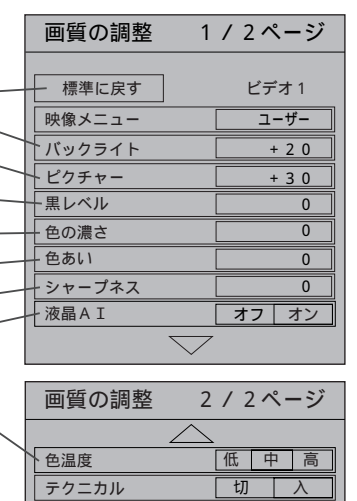 画質の調整 1 / 2ページ
標準に戻す ビデオ1
映像メニュー ユーザー
バックライト +20
ピクチャー +30
黒レベル 0
色の濃さ 0
色あい 0
シャープネス 0
液晶AI オフ オン
画質の調整 2 / 2ページ
色温度 低 中 高
テクニカル 切 入